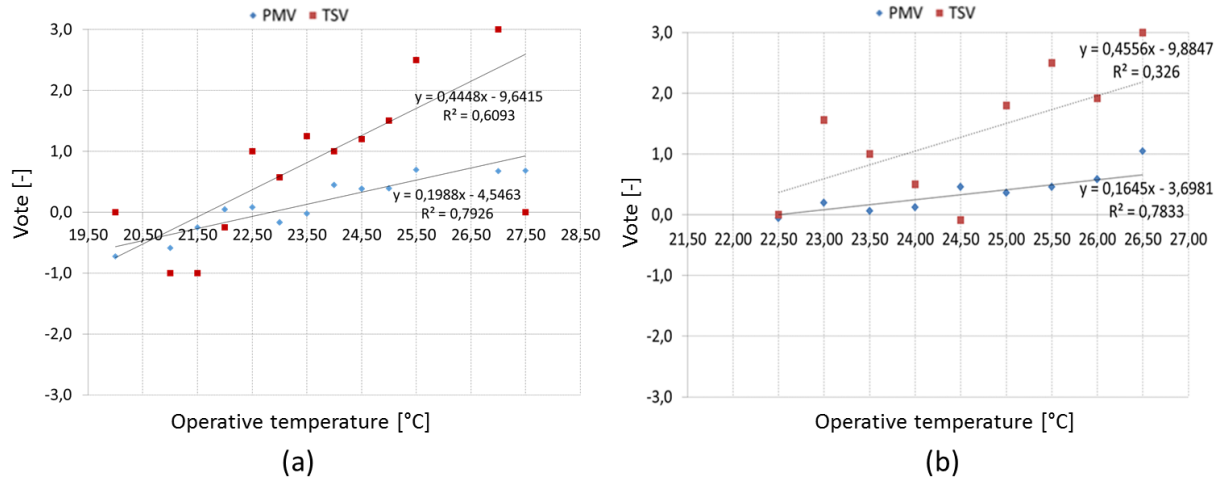 PMV TSV
3,0
2,0
1,0
0,0
-1,0
-2,0
-3,0
Vote [-]
y = 0,4448x - 9,6415
R² = 0,6093
y = 0,1988x - 4,5463
R² = 0,7926
19,50 20,50 21,50 22,50 23,50 24,50 25,50 26,50 27,50 28,50
Operative temperature [°C]
(a)
PMV TSV
3,0
2,0
1,0
0,0
-1,0
-2,0
-3,0
Vote [-]
y = 0,4556x - 9,8847
R² = 0,326
y = 0,1645x - 3,6981
R² = 0,7833
21,50 22,00 22,50 23,00 23,50 24,00 24,50 25,00 25,50 26,00 26,50 27,00
Operative temperature [°C]
(b)